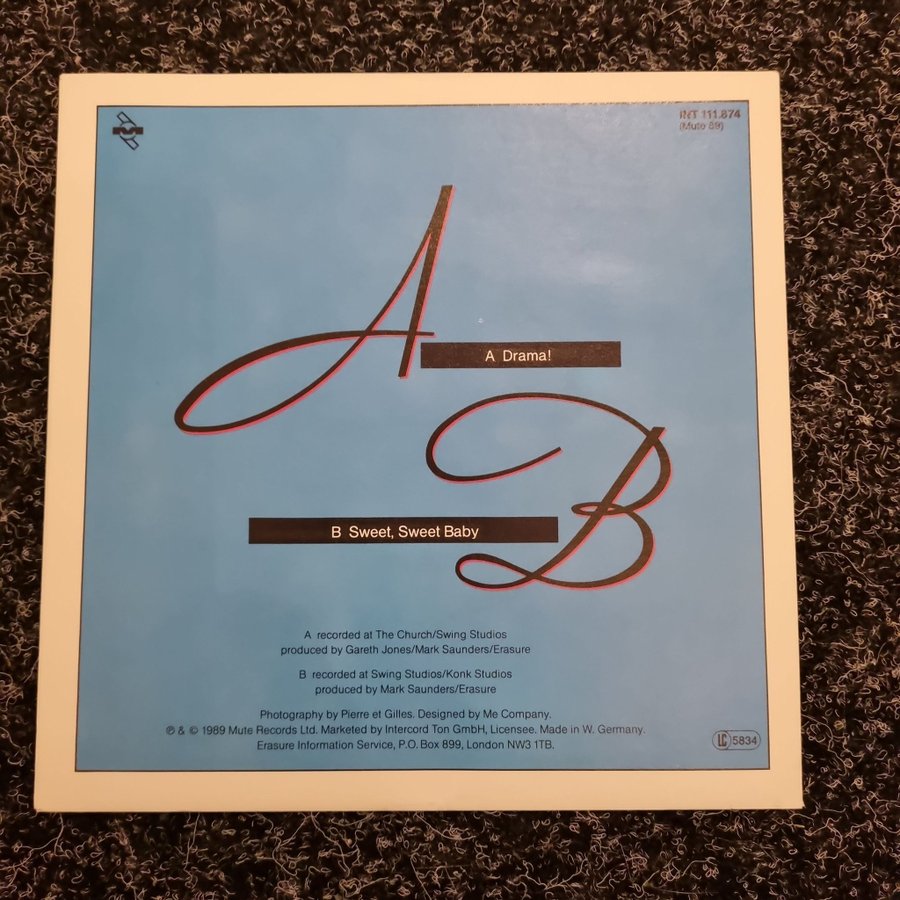 INT 111.874
(Mute 89)
A
A Drama!
B
B Sweet, Sweet Baby
A recorded at The Church/Swing Studios
produced by Gareth Jones/Mark Saunders/Erasure
B recorded at Swing Studios/Konk Studios
produced by Mark Saunders/Erasure
Photography by Pierre et Gilles. Designed by Me Company.
℗ & © 1989 Mute Records Ltd. Marketed by Intercord Ton GmbH, Licensee. Made in W. Germany.
Erasure Information Service, P.O. Box 899, London NW3 1TB.
LC 5834